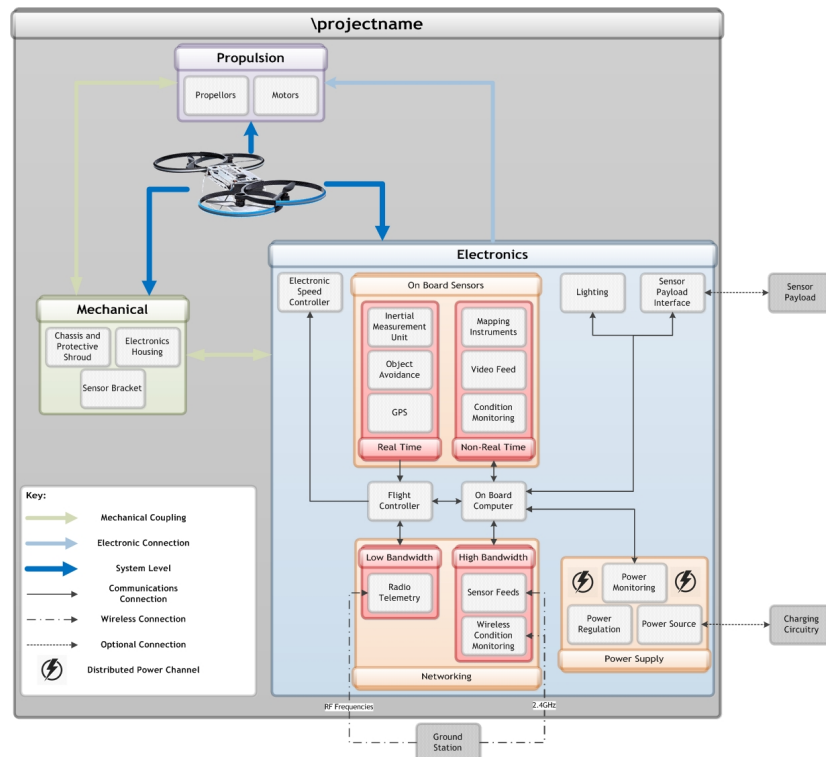 \projectname
Propulsion
Propellors
Motors
Mechanical
Chassis and
Protective
Shroud
Electronics
Housing
Sensor Bracket
Electronics
Electronic
Speed
Controller
On Board Sensors
Inertial
Measurement
Unit
Object
Avoidance
GPS
Real Time
Mapping
Instruments
Video Feed
Condition
Monitoring
Non-Real Time
Lighting
Sensor
Payload
Interface
Sensor
Payload
Flight
Controller
On Board
Computer
Low Bandwidth
Radio
Telemetry
High Bandwidth
Sensor Feeds
Wireless
Condition
Monitoring
Networking
Power
Monitoring
Power
Regulation
Power Source
Power Supply
Charging
Circuitry
Key:
Mechanical Coupling
Electronic Connection
System Level
Communications
Connection
Wireless Connection
Optional Connection
Distributed Power Channel
RF Frequencies
2.4GHz
Ground
Station